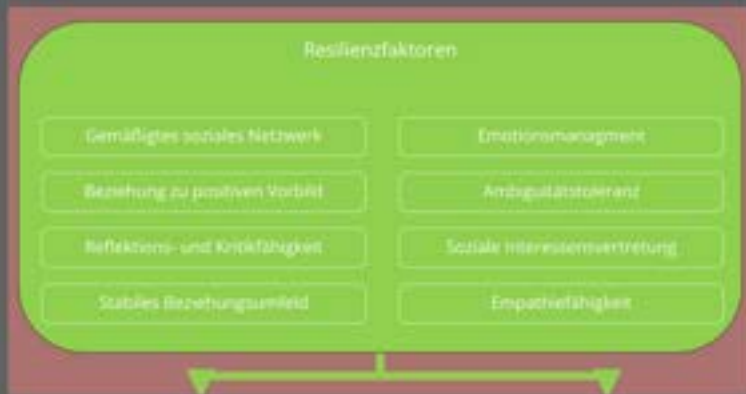 Resilienzfaktoren
Gemäßigtes soziales Netzwerk
Emotionsmanagment
Beziehung zu positiven Vorbild
Ambiguitätstoleranz
Reflektions- und Kritikfähigkeit
Soziale Interessensvertretung
Stabiles Beziehungsumfeld
Empathiefähigkeit